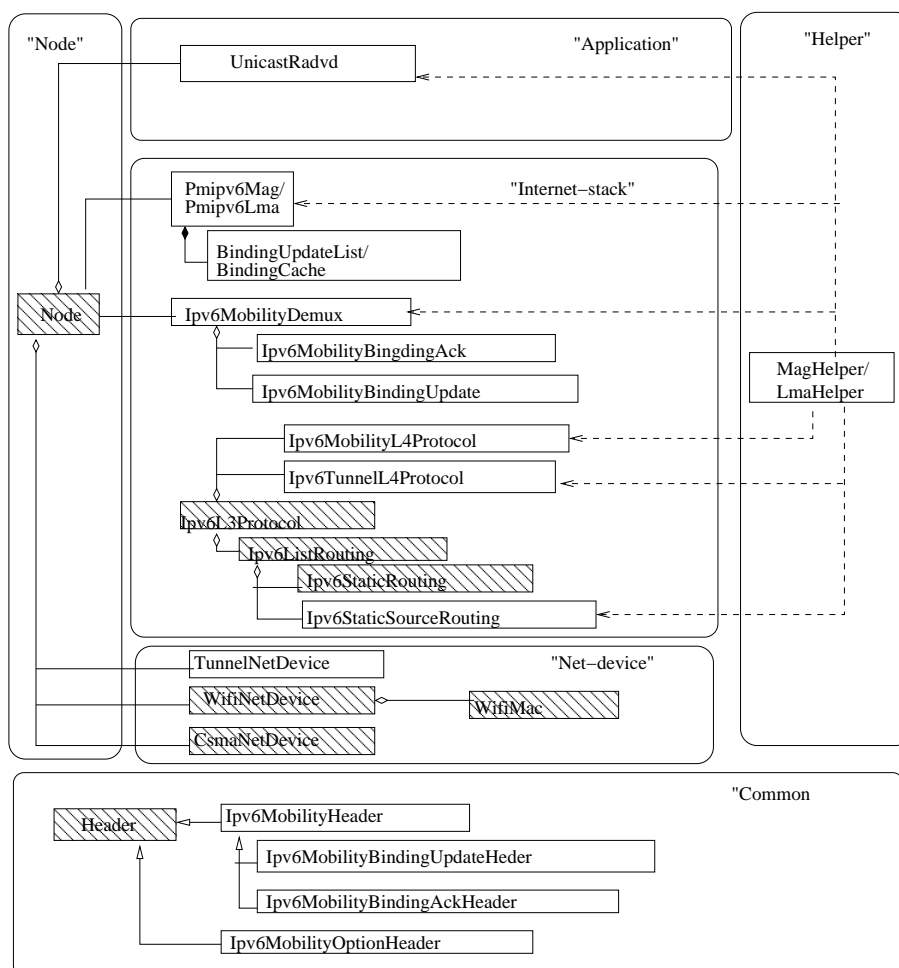 "Node"
"Application"
"Helper"
UnicastRadvd
Pmipv6Mag/
Pmipv6Lma
"Internet-stack"
BindingUpdateList/
BindingCache
Node
Ipv6MobilityDemux
Ipv6MobilityBingdingAck
Ipv6MobilityBindingUpdate
MagHelper/
LmaHelper
Ipv6MobilityL4Protocol
Ipv6TunnelL4Protocol
Ipv6L3Protocol
Ipv6ListRouting
Ipv6StaticRouting
Ipv6StaticSourceRouting
TunnelNetDevice
"Net-device"
WifiNetDevice
WifiMac
CsmaNetDevice
"Common
Header
Ipv6MobilityHeader
Ipv6MobilityBindingUpdateHeder
Ipv6MobilityBindingAckHeader
Ipv6MobilityOptionHeader